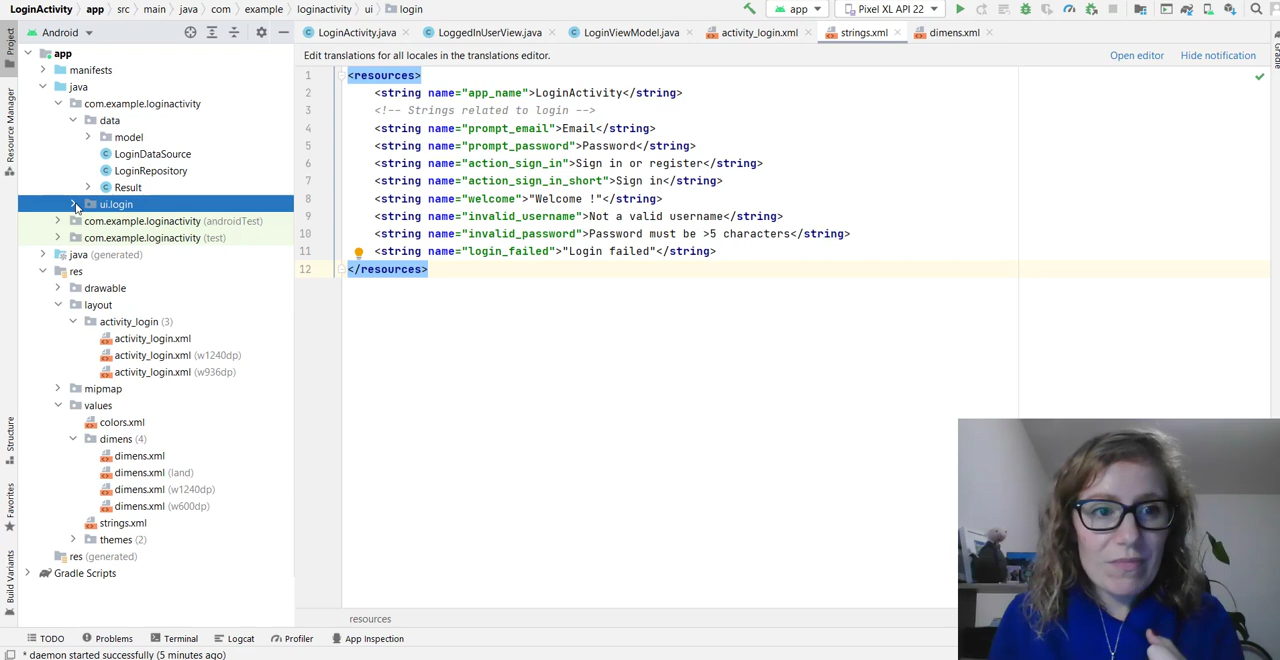 LoginActivity app src main java com example loginactivity ui login app Pixel XL API 22
Project Android LoginActivity.java LoggedInUserView.java LoginViewModel.java activity_login.xml strings.xml dimens.xml Gradle
app
manifests
java
com.example.loginactivity
data
model
LoginDataSource
LoginRepository
Result
ui.login
com.example.loginactivity (androidTest)
com.example.loginactivity (test)
java (generated)
res
drawable
layout
activity_login (3)
activity_login.xml
activity_login.xml (w1240dp)
activity_login.xml (w936dp)
mipmap
values
colors.xml
dimens (4)
dimens.xml
dimens.xml (land)
dimens.xml (w1240dp)
dimens.xml (w600dp)
strings.xml
themes (2)
res (generated)
Gradle Scripts
Resource Manager
Structure
Favorites
Build Variants
Edit translations for all locales in the translations editor. Open editor Hide notification
1 <resources>
2 <string name="app_name">LoginActivity</string>
3 <!-- Strings related to login -->
4 <string name="prompt_email">Email</string>
5 <string name="prompt_password">Password</string>
6 <string name="action_sign_in">Sign in or register</string>
7 <string name="action_sign_in_short">Sign in</string>
8 <string name="welcome">"Welcome !"</string>
9 <string name="invalid_username">Not a valid username</string>
10 <string name="invalid_password">Password must be >5 characters</string>
11 <string name="login_failed">"Login failed"</string>
12 </resources>
resources
TODO Problems Terminal Logcat Profiler App Inspection
* daemon started successfully (5 minutes ago)